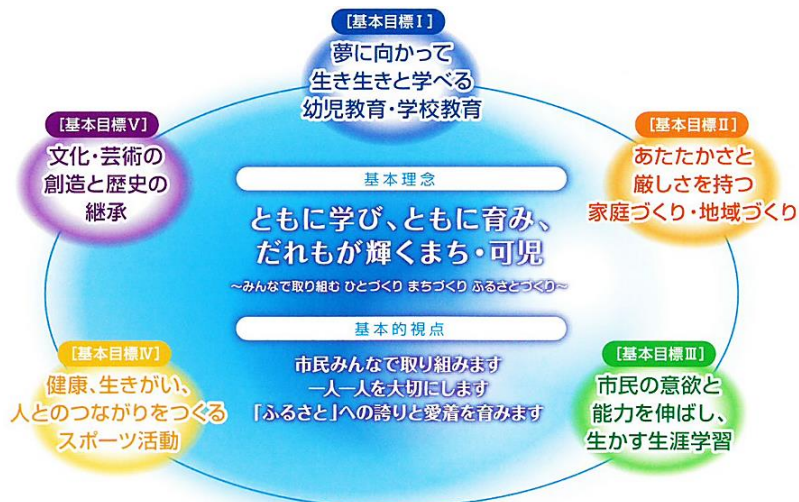 [基本目標Ⅰ]
夢に向かって
生き生きと学べる
幼児教育・学校教育
[基本目標Ⅴ]
文化・芸術の
創造と歴史の
継承
[基本目標Ⅱ]
あたたかさと
厳しさを持つ
家庭づくり・地域づくり
基本理念
ともに学び、ともに育み、
だれもが輝くまち・可児
～みんなで取り組む ひとづくり まちづくり ふるさとづくり～
基本的視点
市民みんなで取り組みます
一人一人を大切にします
「ふるさと」への誇りと愛着を育みます
[基本目標Ⅳ]
健康、生きがい、
人とのつながりをつくる
スポーツ活動
[基本目標Ⅲ]
市民の意欲と
能力を伸ばし、
生かす生涯学習